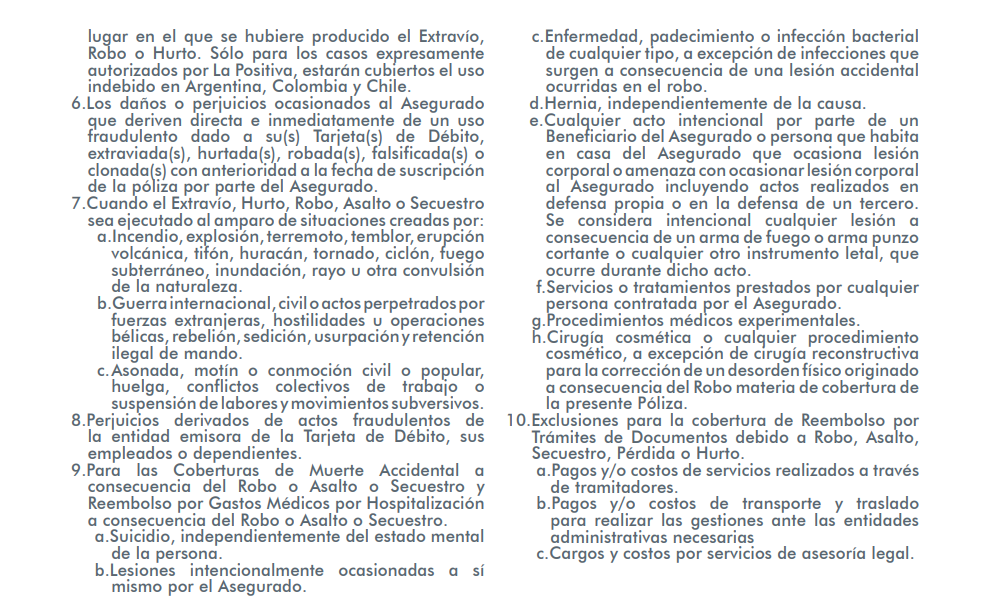 lugar en el que se hubiere producido el Extravío,
Robo o Hurto. Sólo para los casos expresamente
autorizados por La Positiva, estarán cubiertos el uso
indebido en Argentina, Colombia y Chile.
6.Los daños o perjuicios ocasionados al Asegurado
que deriven directa e inmediatamente de un uso
fraudulento dado a su(s) Tarjeta(s) de Débito,
extraviada(s), hurtada(s), robada(s), falsificada(s) o
clonada(s) con anterioridad a la fecha de suscripción
de la póliza por parte del Asegurado.
7.Cuando el Extravío, Hurto, Robo, Asalto o Secuestro
sea ejecutado al amparo de situaciones creadas por:
a.Incendio, explosión, terremoto, temblor, erupción
volcánica, tifón, huracán, tornado, ciclón, fuego
subterráneo, inundación, rayo u otra convulsión
de la naturaleza.
b.Guerra internacional, civil o actos perpetrados por
fuerzas extranjeras, hostilidades u operaciones
bélicas, rebelión, sedición, usurpación y retención
ilegal de mando.
c.Asonada, motín o conmoción civil o popular,
huelga, conflictos colectivos de trabajo o
suspensión de labores y movimientos subversivos.
8.Perjuicios derivados de actos fraudulentos de
la entidad emisora de la Tarjeta de Débito, sus
empleados o dependientes.
9.Para las Coberturas de Muerte Accidental a
consecuencia del Robo o Asalto o Secuestro y
Reembolso por Gastos Médicos por Hospitalización
a consecuencia del Robo o Asalto o Secuestro.
a.Suicidio, independientemente del estado mental
de la persona.
b.Lesiones intencionalmente ocasionadas a sí
mismo por el Asegurado.
c.Enfermedad, padecimiento o infección bacterial
de cualquier tipo, a excepción de infecciones que
surgen a consecuencia de una lesión accidental
ocurridas en el robo.
d.Hernia, independientemente de la causa.
e.Cualquier acto intencional por parte de un
Beneficiario del Asegurado o persona que habita
en casa del Asegurado que ocasiona lesión
corporal o amenaza con ocasionar lesión corporal
al Asegurado incluyendo actos realizados en
defensa propia o en la defensa de un tercero.
Se considera intencional cualquier lesión a
consecuencia de un arma de fuego o arma punzo
cortante o cualquier otro instrumento letal, que
ocurre durante dicho acto.
f.Servicios o tratamientos prestados por cualquier
persona contratada por el Asegurado.
g.Procedimientos médicos experimentales.
h.Cirugía cosmética o cualquier procedimiento
cosmético, a excepción de cirugía reconstructiva
para la corrección de un desorden físico originado
a consecuencia del Robo materia de cobertura de
la presente Póliza.
10.Exclusiones para la cobertura de Reembolso por
Trámites de Documentos debido a Robo, Asalto,
Secuestro, Pérdida o Hurto.
a.Pagos y/o costos de servicios realizados a través
de tramitadores.
b.Pagos y/o costos de transporte y traslado
para realizar las gestiones ante las entidades
administrativas necesarias
c.Cargos y costos por servicios de asesoría legal.